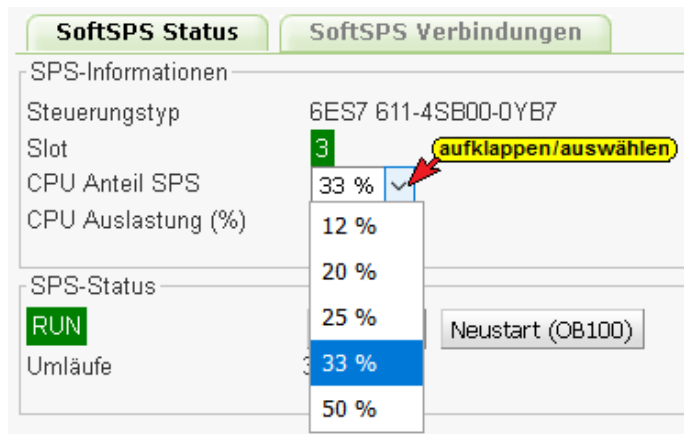 SoftSPS Status SoftSPS Verbindungen
SPS-Informationen
Steuerungstyp 6ES7 611-4SB00-0YB7
Slot 3 aufklappen/auswählen
CPU Anteil SPS 33 %
CPU Auslastung (%)
12 %
20 %
SPS-Status
25 %
RUN Neustart (OB100)
Umläufe 33 %
50 %